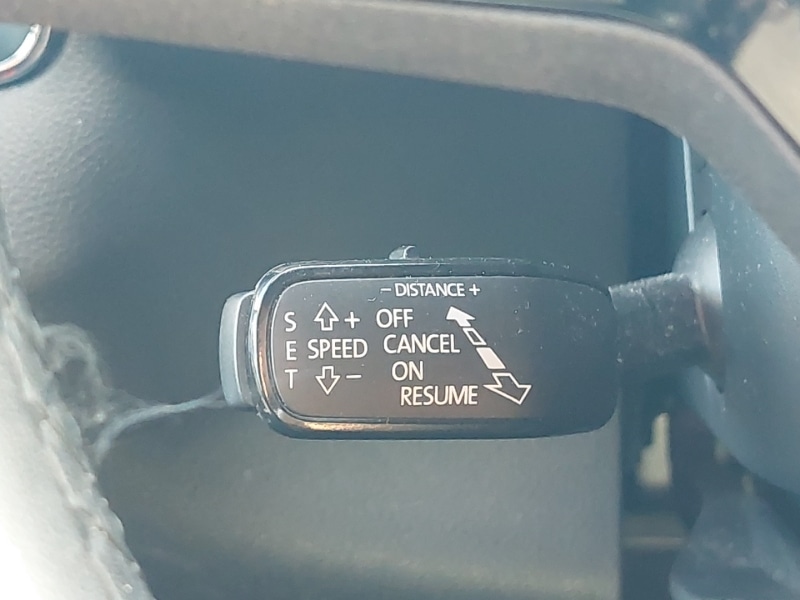 - DISTANCE +
S + OFF
E SPEED CANCEL
T - ON
RESUME